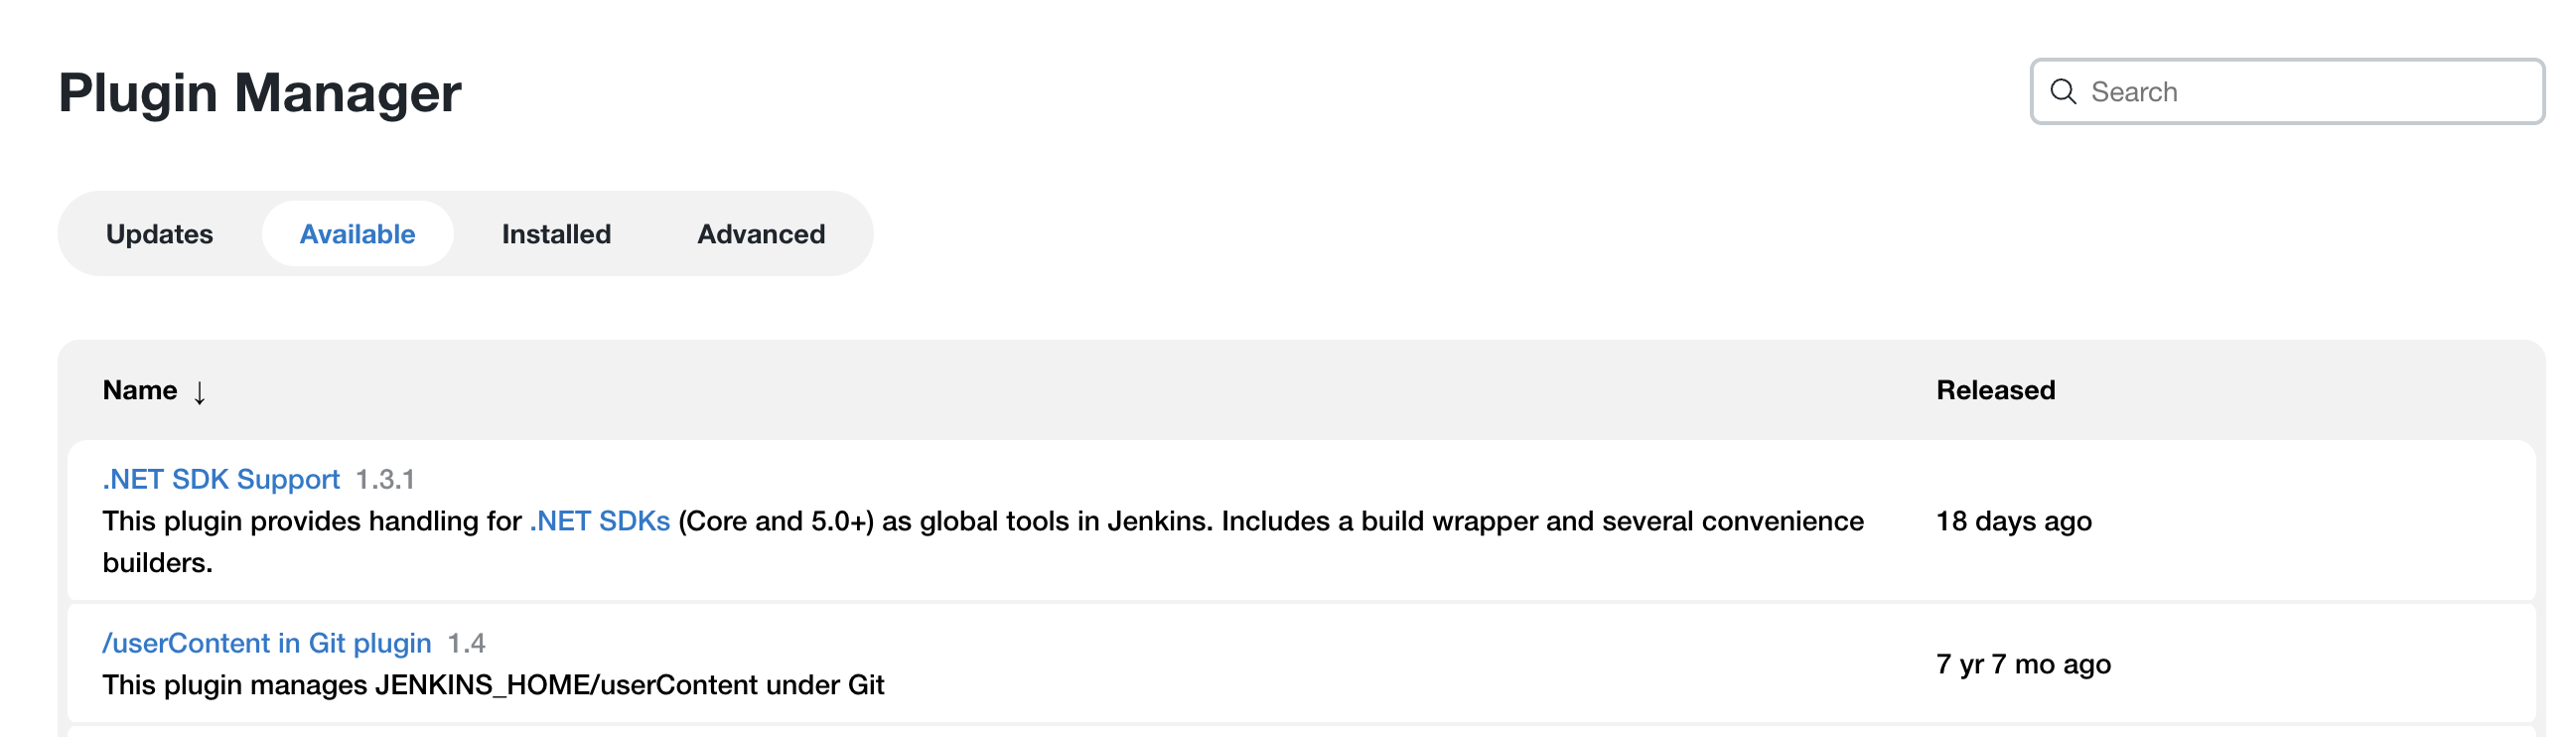 Plugin Manager
Search
Updates Available Installed Advanced
Name ↓ Released
.NET SDK Support 1.3.1
This plugin provides handling for .NET SDKs (Core and 5.0+) as global tools in Jenkins. Includes a build wrapper and several convenience
builders.
18 days ago
/userContent in Git plugin 1.4
This plugin manages JENKINS_HOME/userContent under Git
7 yr 7 mo ago